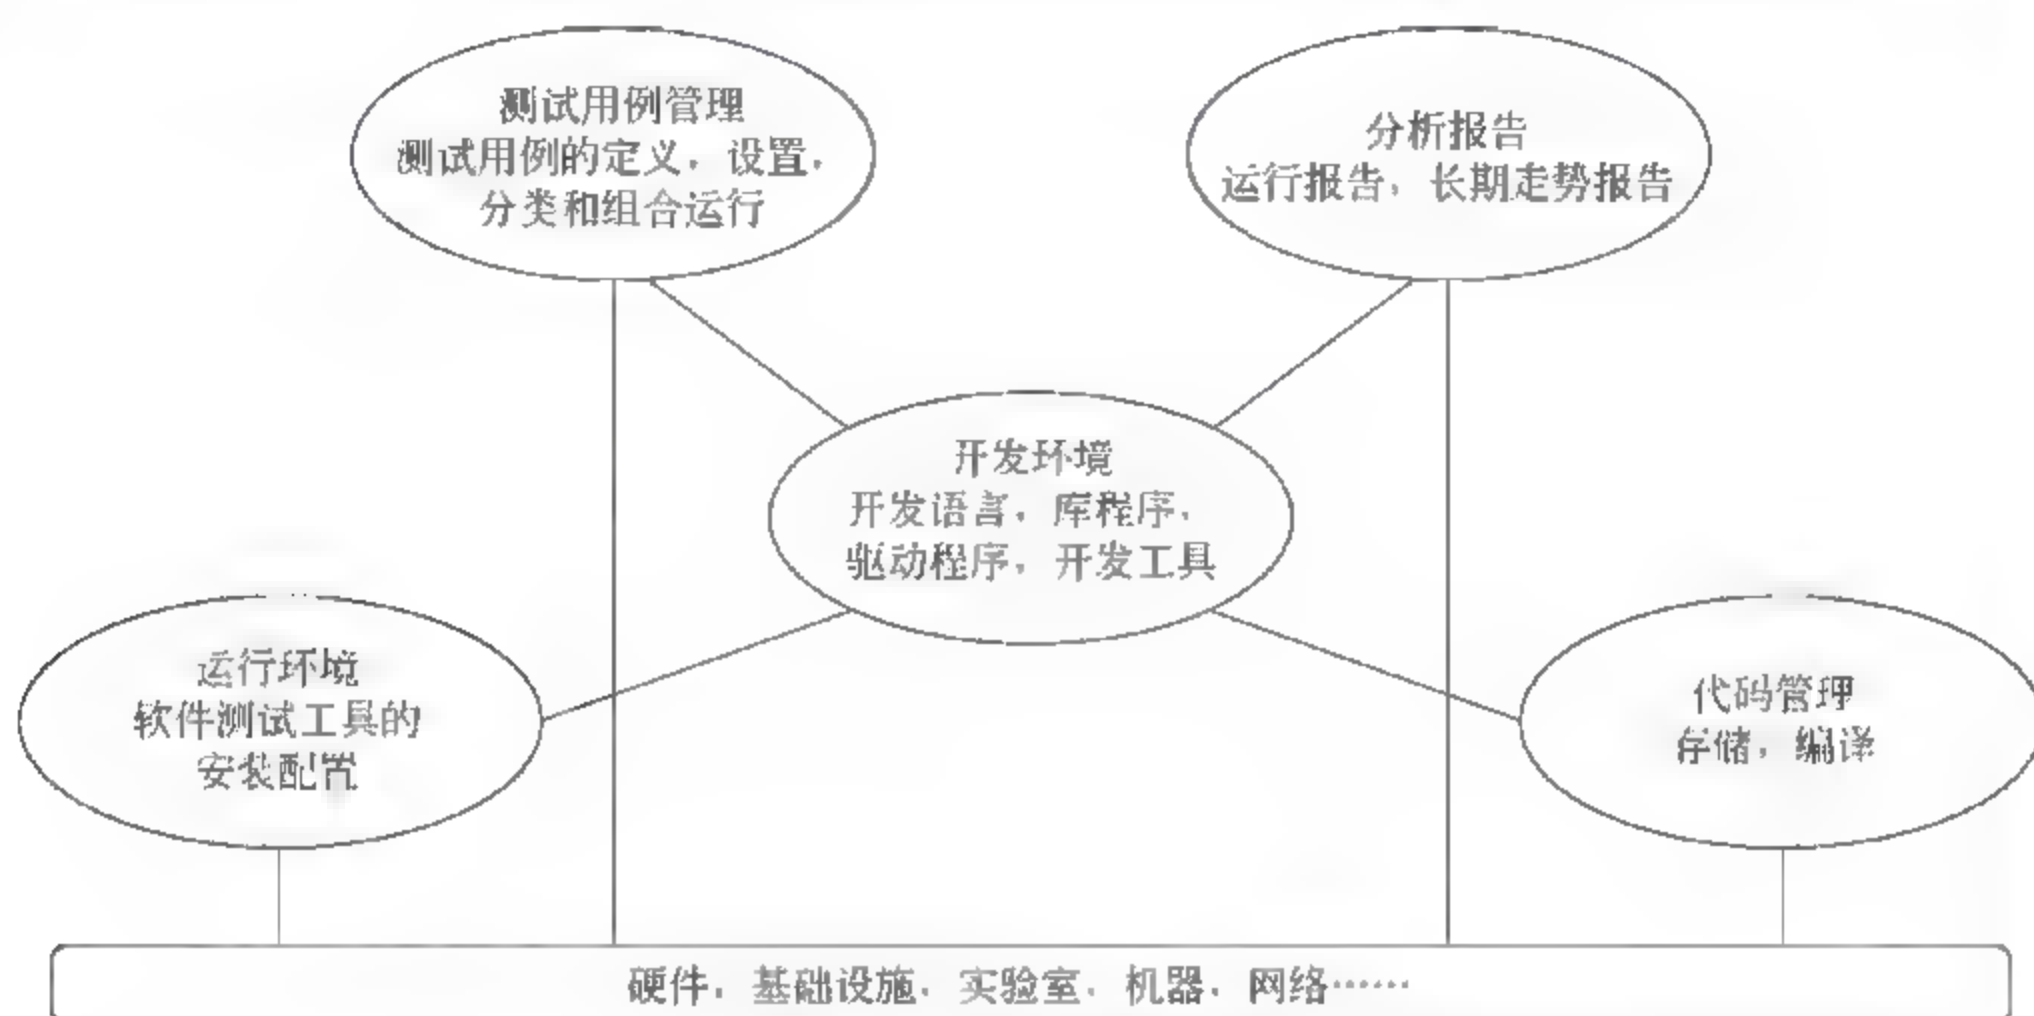 测试用例管理
测试用例的定义，设置，
分类和组合运行
分析报告
运行报告，长期走势报告
开发环境
开发语言，库程序，
驱动程序，开发工具
运行环境
软件测试工具的
安装配置
代码管理
存储，编译
硬件，基础设施，实验室，机器，网络……